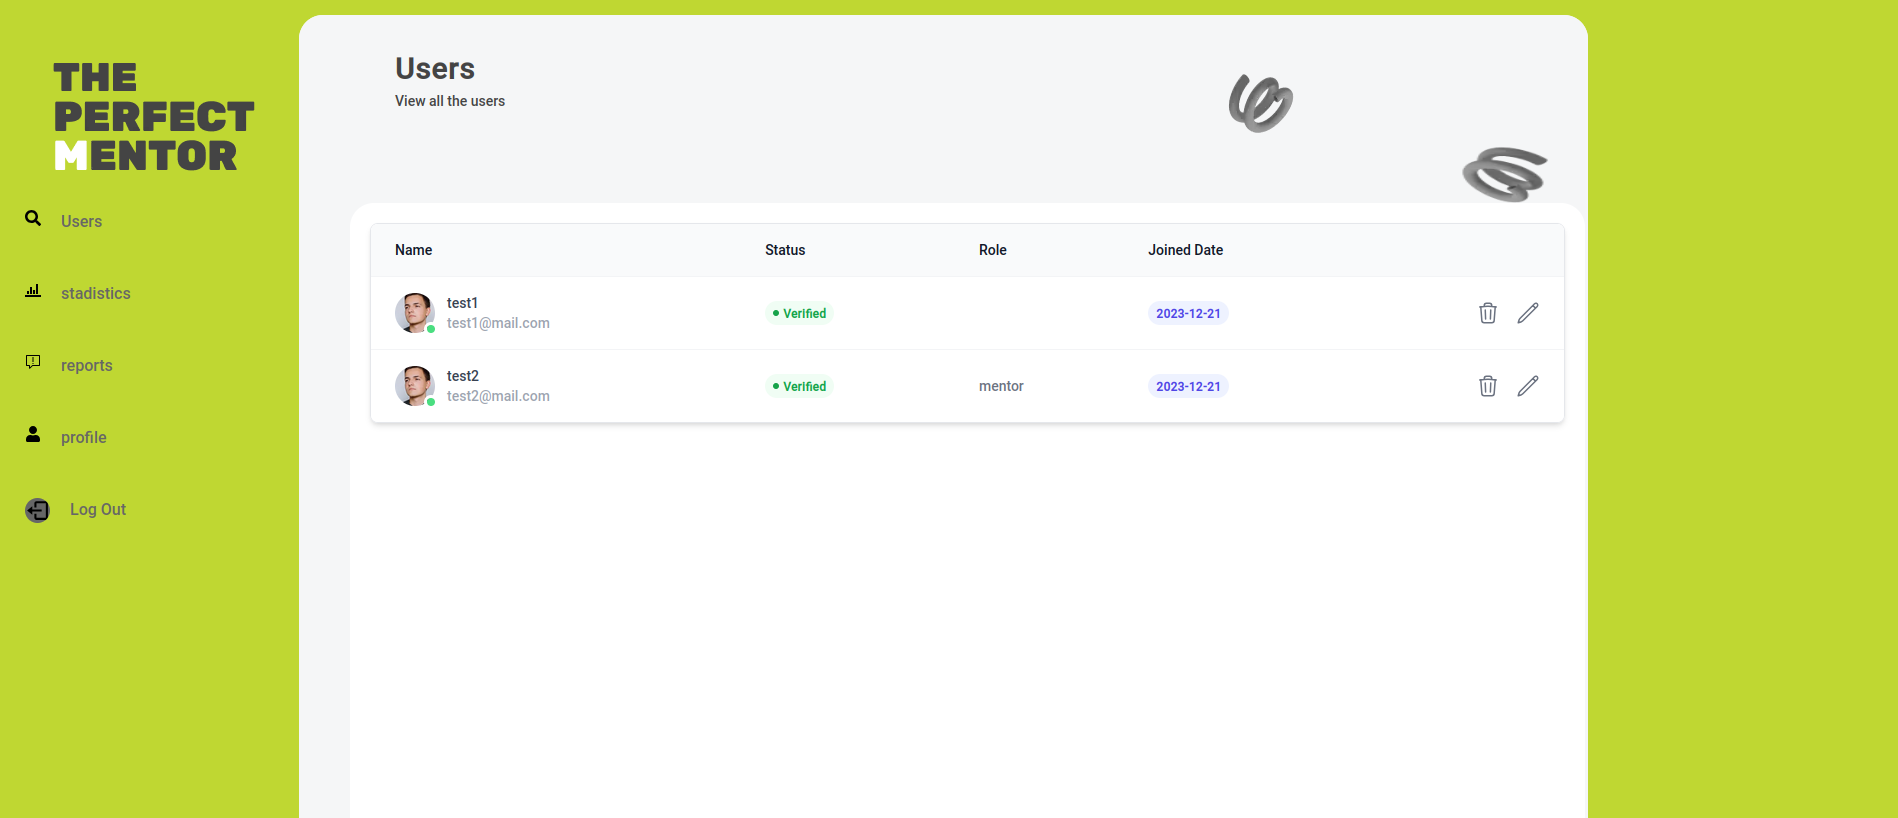 THE
PERFECT
MENTOR
Users
stadistics
reports
profile
Log Out
Users
View all the users
Name Status Role Joined Date
test1
test1@mail.com
Verified 2023-12-21
test2
test2@mail.com
Verified mentor 2023-12-21